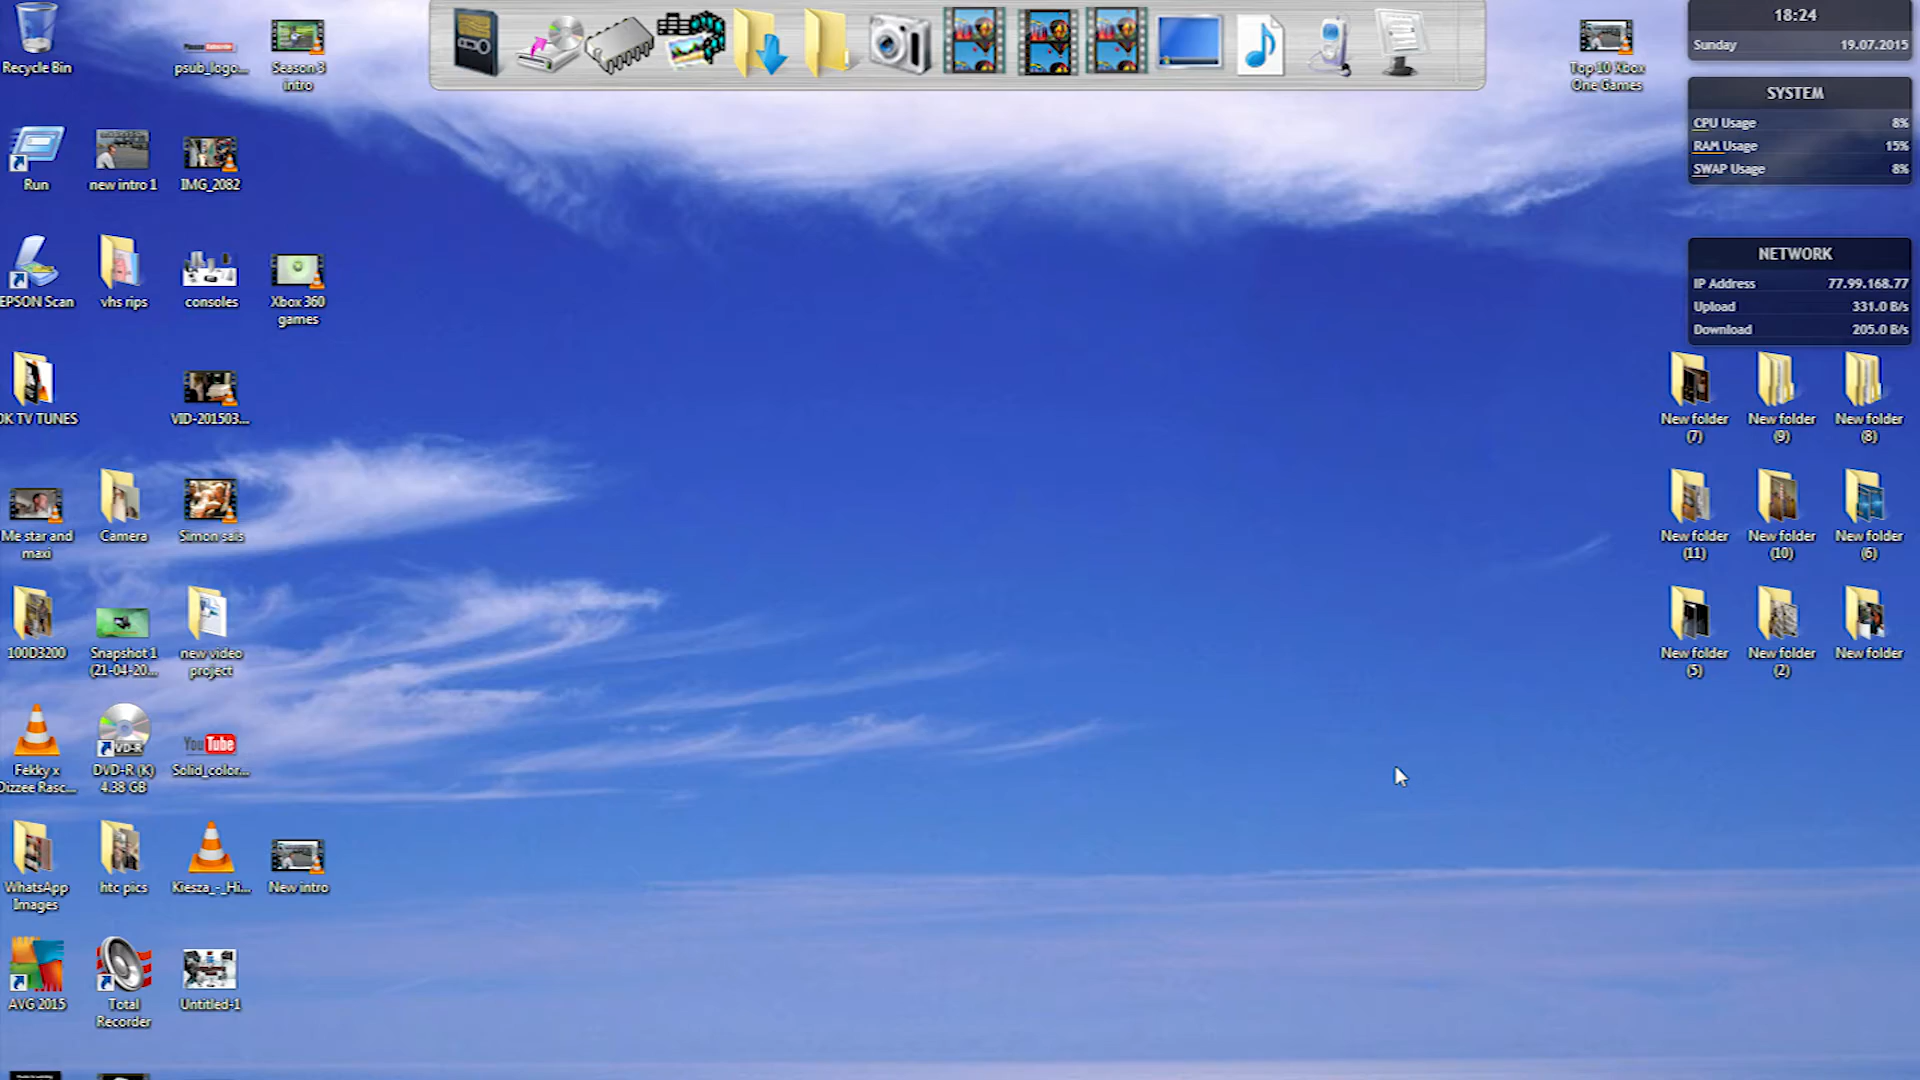 18:24
Sunday 19.07.2015
SYSTEM
CPU Usage 8%
RAM Usage 15%
SWAP Usage 8%
NETWORK
IP Address 77.99.168.77
Upload 331.0 B/s
Download 205.0 B/s
Recycle Bin
psub_logo...
Season 3
intro
Top 10 Xbox
One Games
Run
new intro 1
IMG_2082
EPSON Scan
vhs rips
consoles
Xbox 360
games
TV TUNES
VID-201503...
New folder
(7)
New folder
(9)
New folder
(8)
Me star and
maxi
Camera
Simon sais
New folder
(11)
New folder
(10)
New folder
(6)
100D3200
Snapshot 1
(21-04-20...
new video
project
New folder
(5)
New folder
(2)
New folder
Fekky x
Dizzee Rasc...
DVD-R (K)
4.38 GB
You Tube
Solid_color...
WhatsApp
Images
htc pics
Kiesza_-_Hi...
New intro
AVG 2015
Total
Recorder
Untitled-1